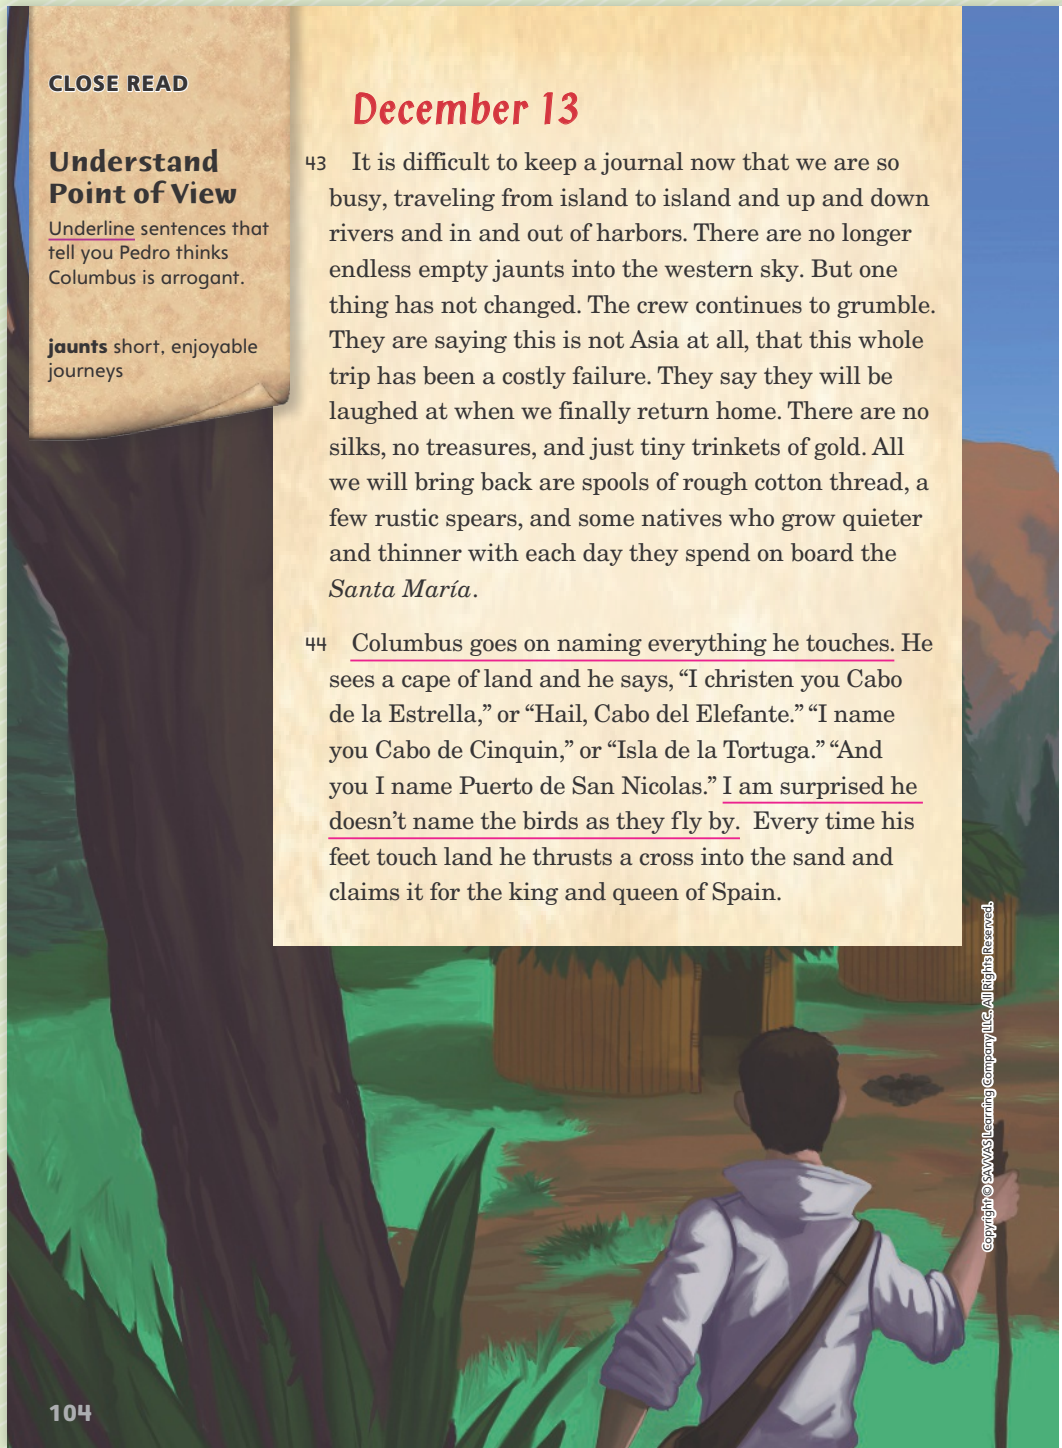 CLOSE READ
Understand
Point of View
Underline sentences that
tell you Pedro thinks
Columbus is arrogant.
jaunts short, enjoyable
journeys
December 13
43 It is difficult to keep a journal now that we are so
busy, traveling from island to island and up and down
rivers and in and out of harbors. There are no longer
endless empty jaunts into the western sky. But one
thing has not changed. The crew continues to grumble.
They are saying this is not Asia at all, that this whole
trip has been a costly failure. They say they will be
laughed at when we finally return home. There are no
silks, no treasures, and just tiny trinkets of gold. All
we will bring back are spools of rough cotton thread, a
few rustic spears, and some natives who grow quieter
and thinner with each day they spend on board the
Santa María.
44 Columbus goes on naming everything he touches. He
sees a cape of land and he says, “I christen you Cabo
de la Estrella,” or “Hail, Cabo del Elefante.” “I name
you Cabo de Cinquin,” or “Isla de la Tortuga.” “And
you I name Puerto de San Nicolas.” I am surprised he
doesn’t name the birds as they fly by. Every time his
feet touch land he thrusts a cross into the sand and
claims it for the king and queen of Spain.
Copyright © SAVVAS Learning Company LLC. All Rights Reserved.
104